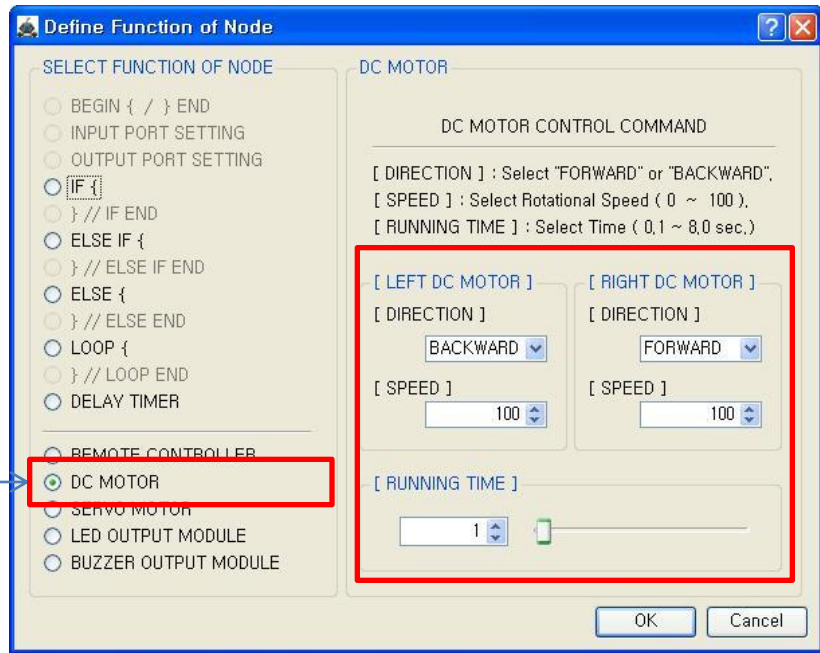 Define Function of Node
SELECT FUNCTION OF NODE
BEGIN { / } END
INPUT PORT SETTING
OUTPUT PORT SETTING
IF {
} // IF END
ELSE IF {
} // ELSE IF END
ELSE {
} // ELSE END
LOOP {
} // LOOP END
DELAY TIMER
REMOTE CONTROLLER
DC MOTOR
SERVO MOTOR
LED OUTPUT MODULE
BUZZER OUTPUT MODULE
DC MOTOR
DC MOTOR CONTROL COMMAND
[ DIRECTION ] : Select "FORWARD" or "BACKWARD",
[ SPEED ] : Select Rotational Speed ( 0 ~ 100 ),
[ RUNNING TIME ] : Select Time ( 0,1 ~ 8,0 sec,)
[ LEFT DC MOTOR ]
[ DIRECTION ]
BACKWARD
[ SPEED ]
100
[ RIGHT DC MOTOR ]
[ DIRECTION ]
FORWARD
[ SPEED ]
100
[ RUNNING TIME ]
1
OK
Cancel